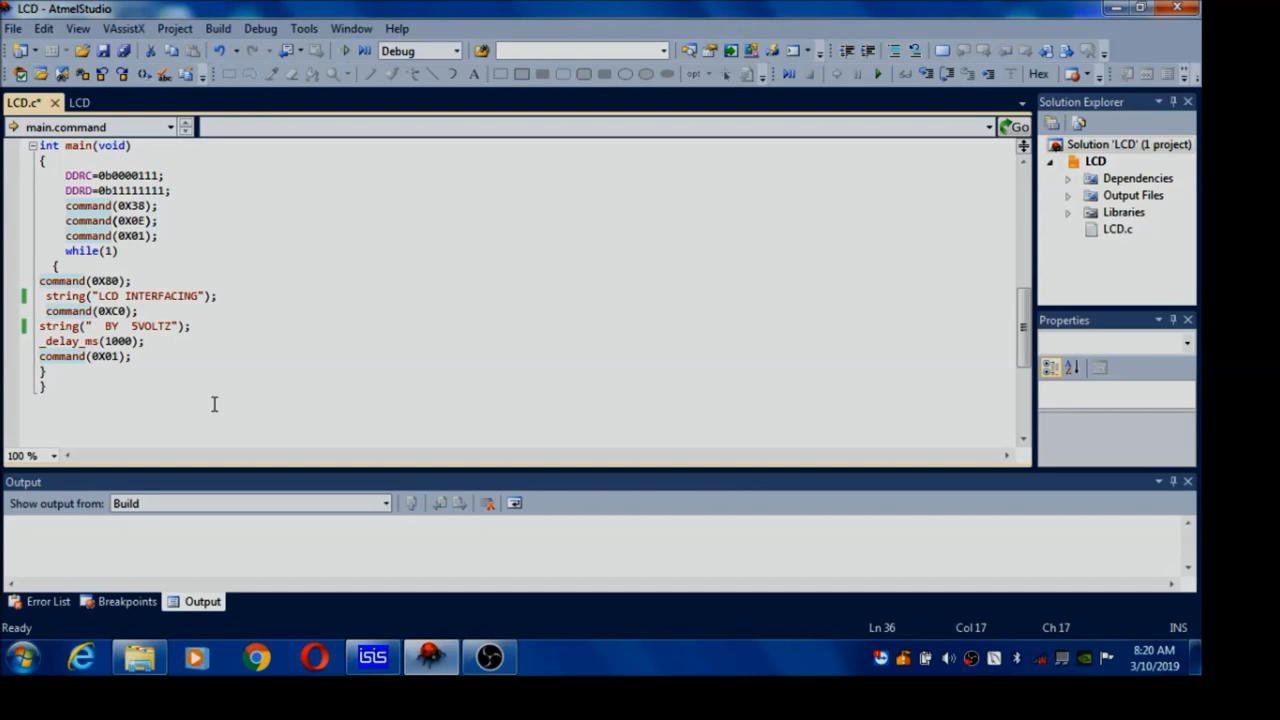 LCD - AtmelStudio
File Edit View VAssistX Project Build Debug Tools Window Help
Debug
Hex
LCD.c* LCD
main.command Go
int main(void)
{
DDRC=0b0000111;
DDRD=0b11111111;
command(0X38);
command(0X0E);
command(0X01);
while(1)
{
command(0X80);
string("LCD INTERFACING");
command(0XC0);
string("  BY  5VOLTZ");
_delay_ms(1000);
command(0X01);
}
}
100 %
Solution Explorer
Solution 'LCD' (1 project)
LCD
Dependencies
Output Files
Libraries
LCD.c
Properties
Output
Show output from: Build
Error List Breakpoints Output
Ready Ln 36 Col 17 Ch 17 INS
isis
8:20 AM
3/10/2019